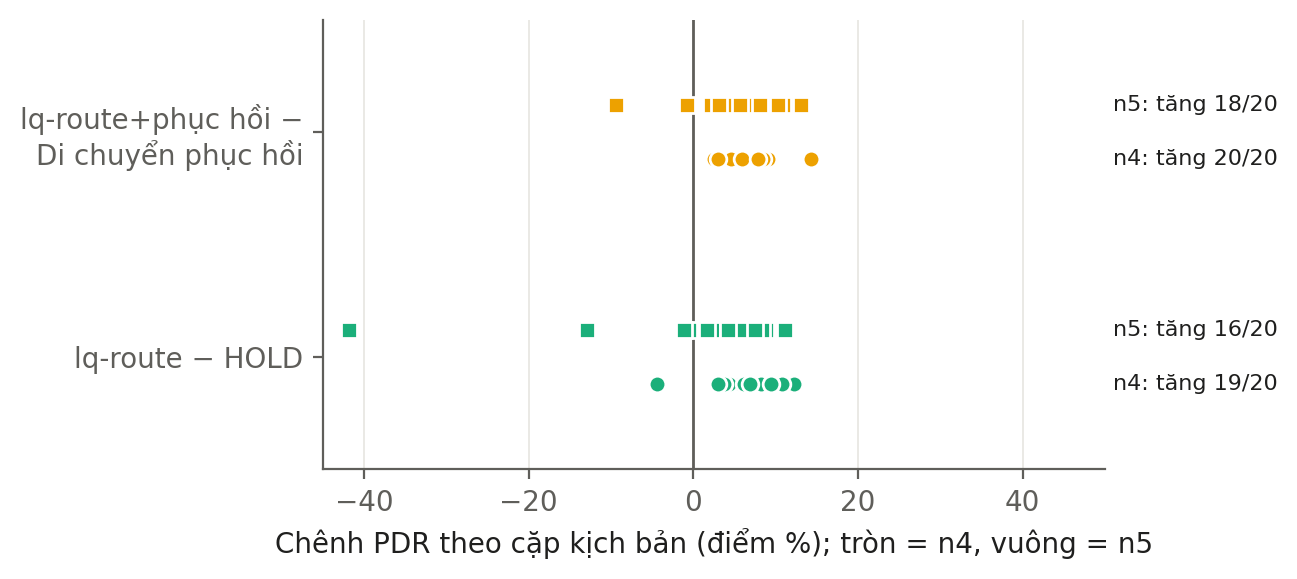 lq-route+phục hồi −
Di chuyển phục hồi
n5: tăng 18/20
n4: tăng 20/20
lq-route − HOLD
n5: tăng 16/20
n4: tăng 19/20
−40 −20 0 20 40
Chênh PDR theo cặp kịch bản (điểm %); tròn = n4, vuông = n5